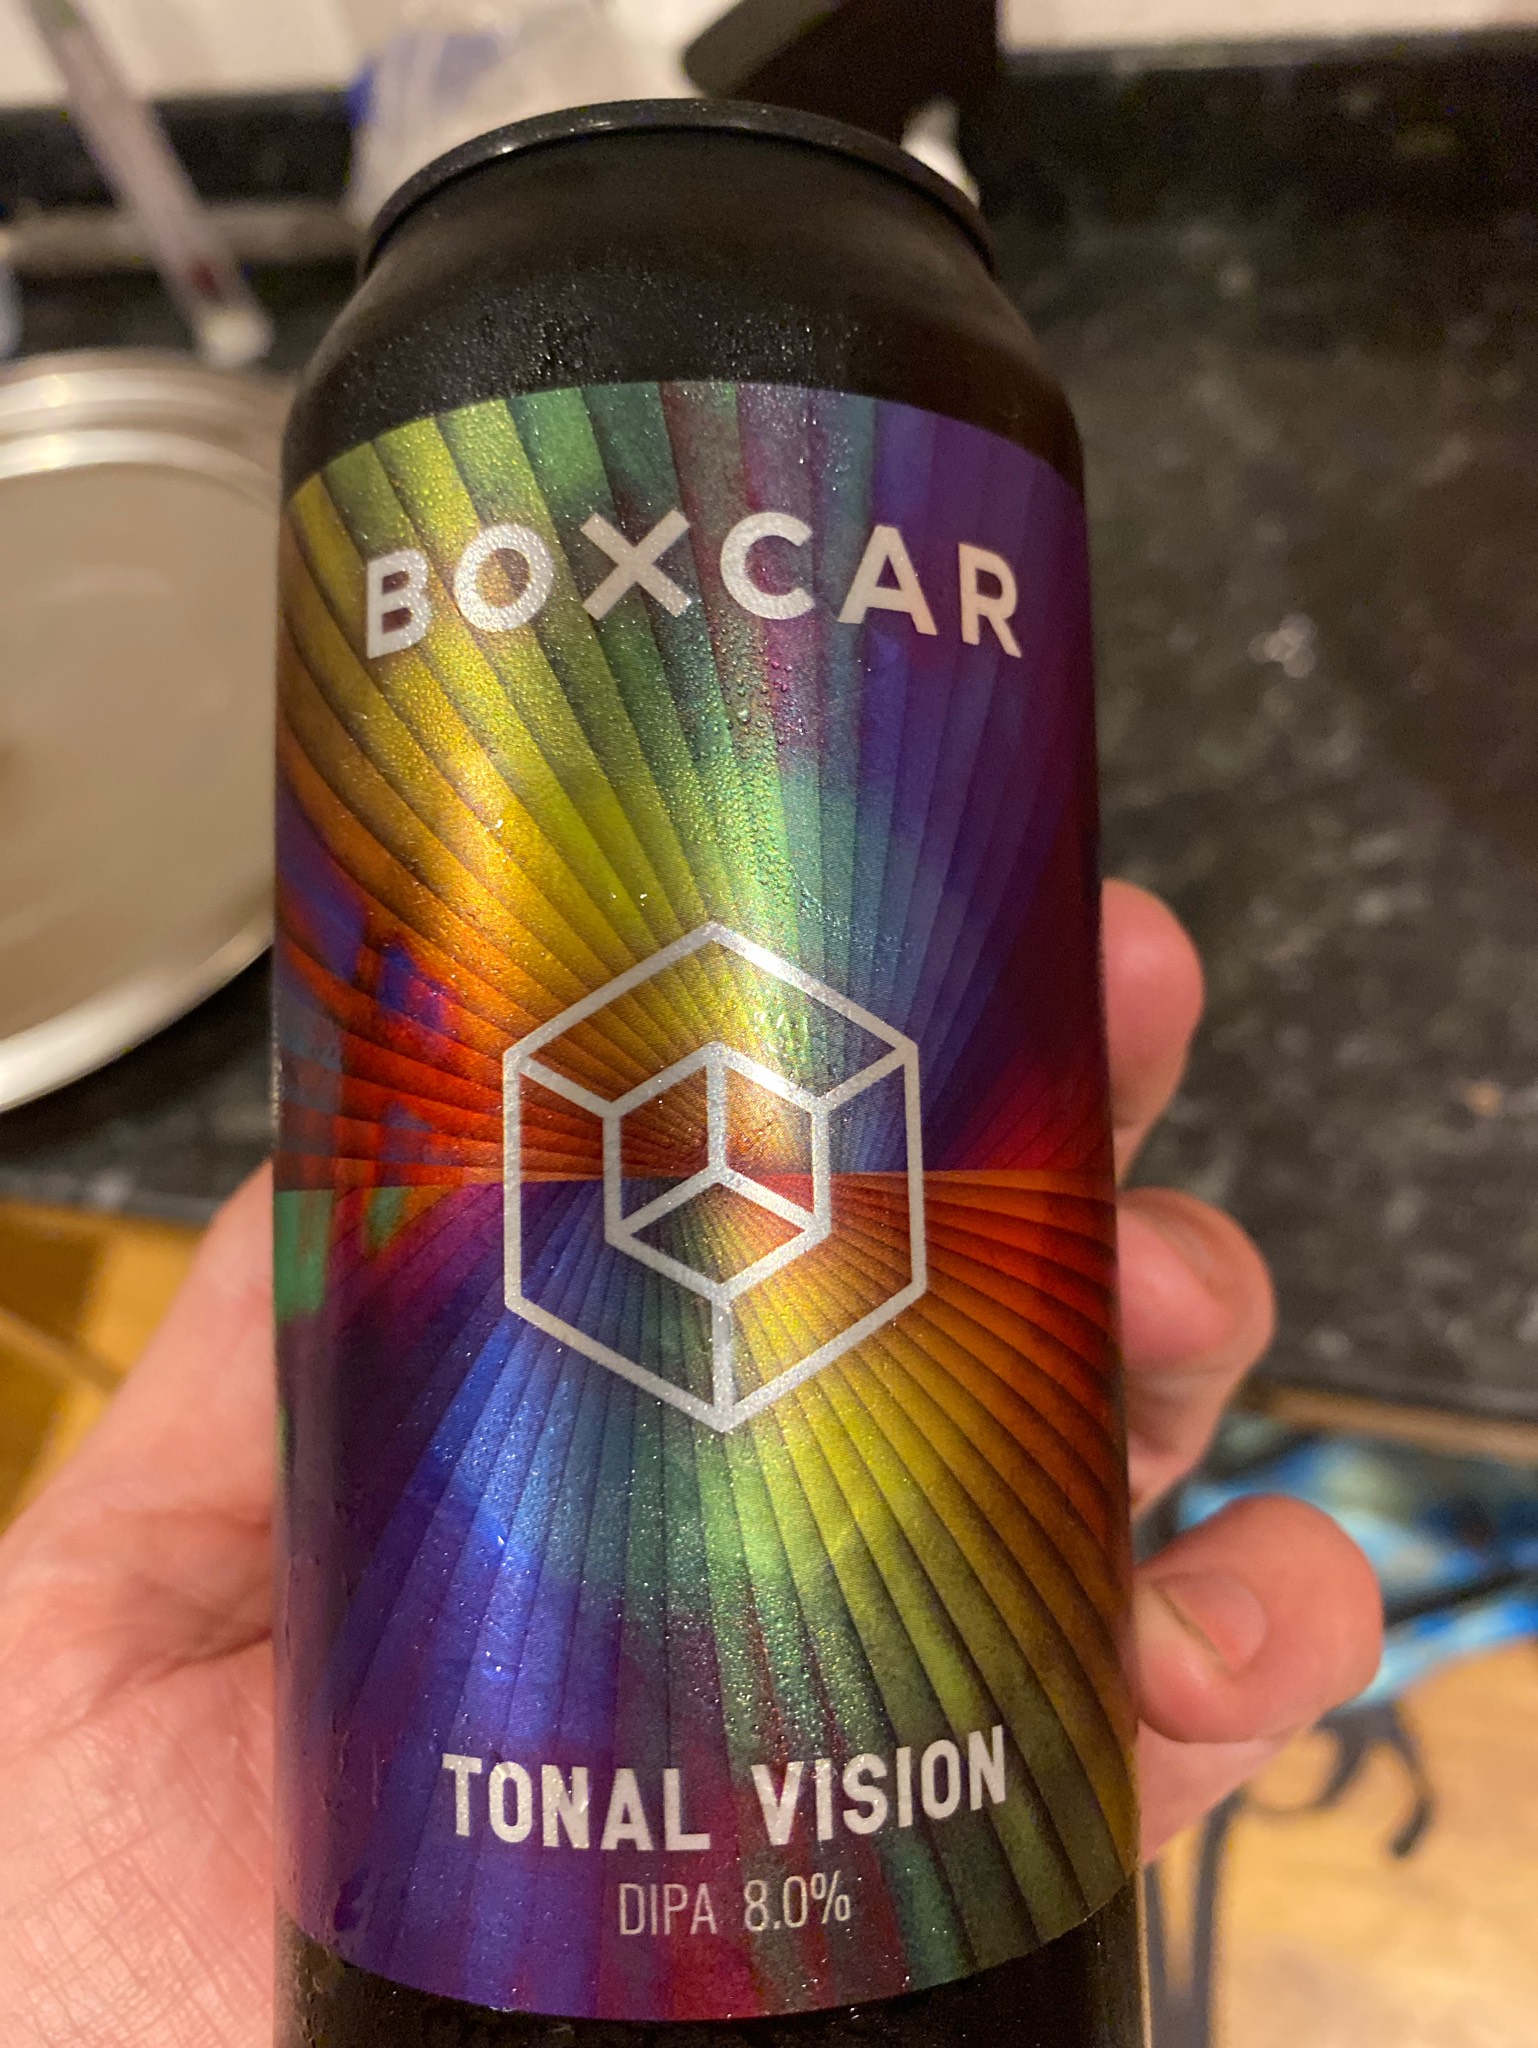 BOXCAR
TONAL VISION
DIPA 8.0%